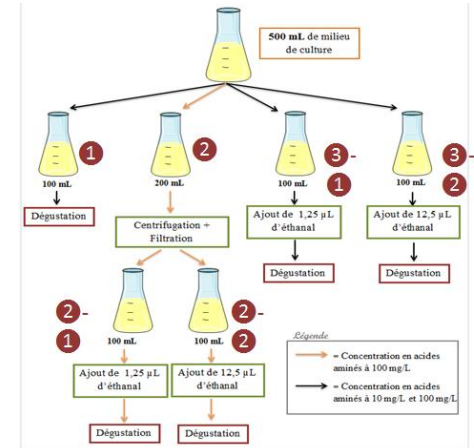 500 mL de milieu
de culture
1
2
3-
1
3-
2
100 mL
200 mL
100 mL
100 mL
Dégustation
Centrifugation +
Filtration
Ajout de 1,25 µL
d'éthanal
Ajout de 12,5 µL
d'éthanal
Dégustation
Dégustation
2-
1
100 mL
2-
2
100 mL
Ajout de 1,25 µL
d'éthanal
Ajout de 12,5 µL
d'éthanal
Dégustation
Dégustation
Légende
= Concentration en acides
aminés à 100 mg/L
= Concentration en acides
aminés à 10 mg/L et 100 mg/L